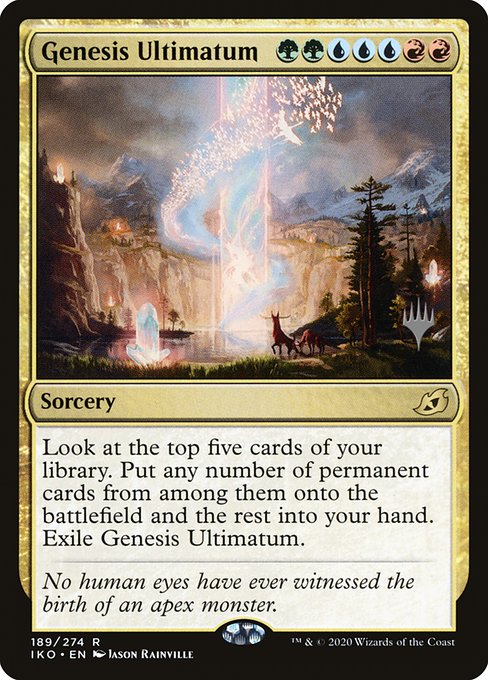 Genesis Ultimatum
Sorcery
Look at the top five cards of your
library. Put any number of permanent
cards from among them onto the
battlefield and the rest into your hand.
Exile Genesis Ultimatum.
No human eyes have ever witnessed the
birth of an apex monster.
189/274 R
IKO • EN Jason Rainville
™ & © 2020 Wizards of the Coast